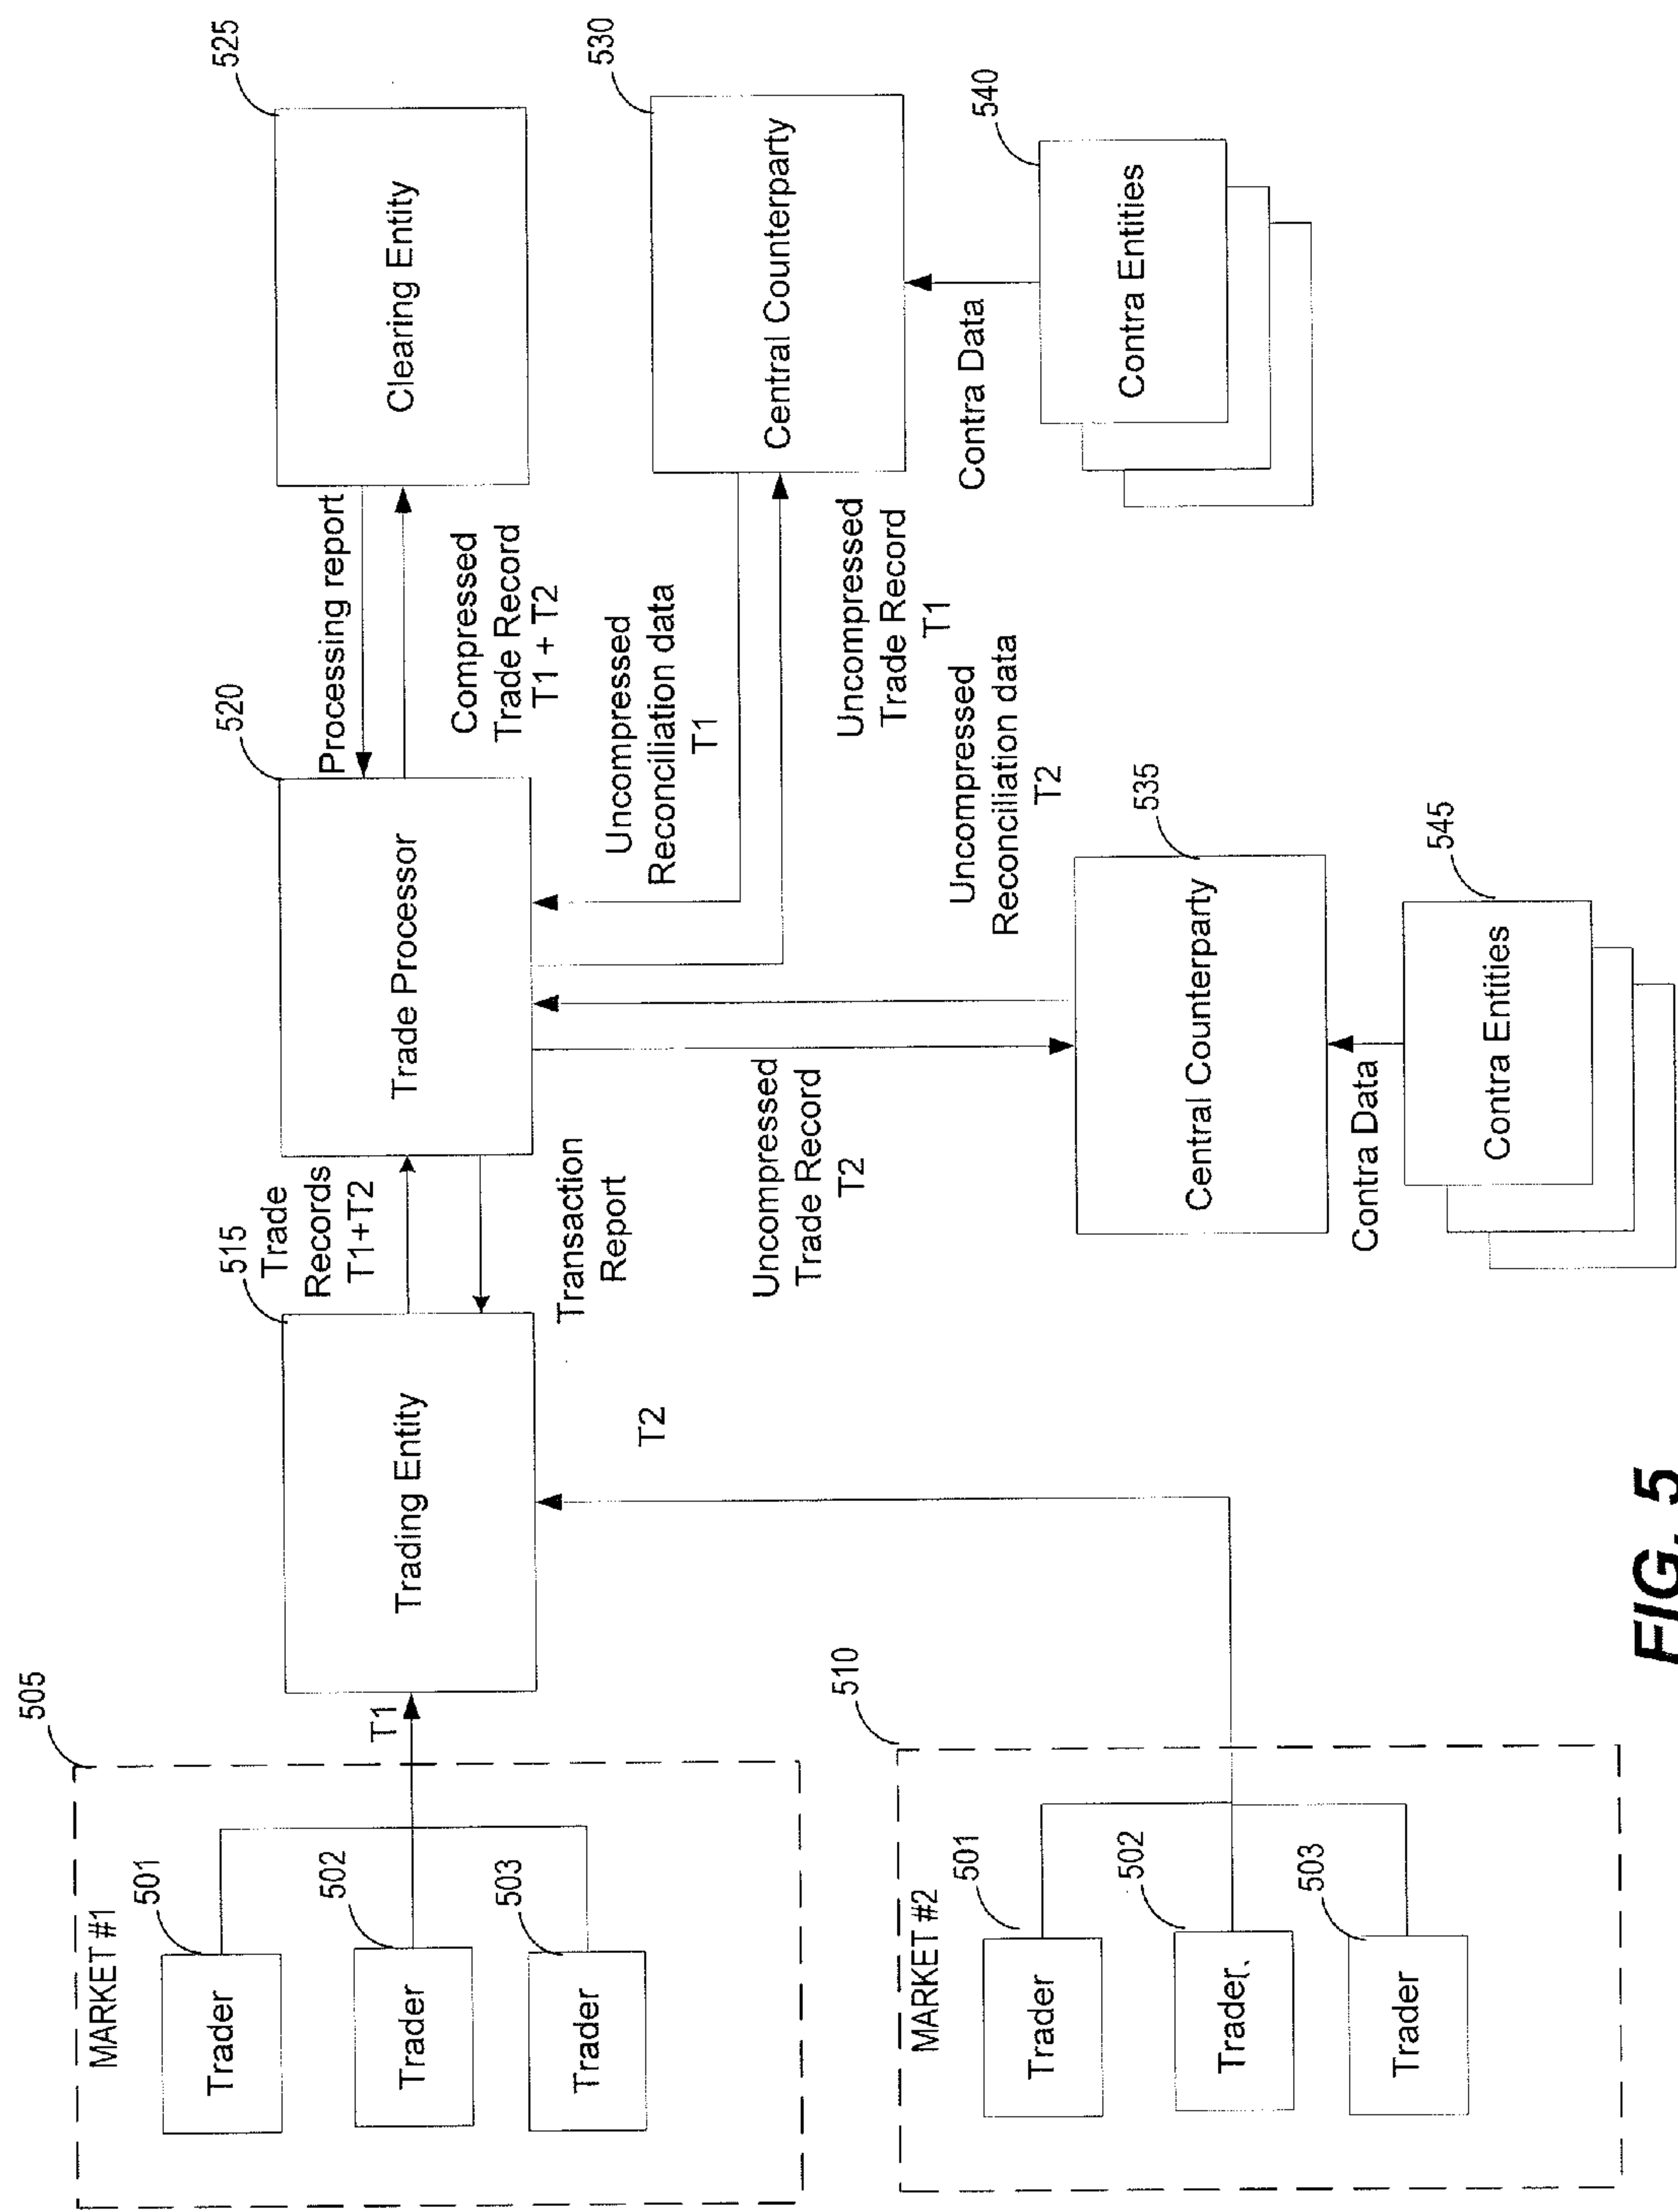 505
MARKET #1
501
Trader
502
Trader
503
Trader
T1
510
MARKET #2
501
Trader
502
Trader
503
Trader
T2
515
Trading Entity
Trade
Records
T1+T2
Transaction
Report
520
Trade Processor
Processing report
Compressed
Trade Record
T1 + T2
525
Clearing Entity
Uncompressed
Reconciliation data
T1
Uncompressed
Trade Record
T1
530
Central Counterparty
Contra Data
540
Contra Entities
Uncompressed
Trade Record
T2
Uncompressed
Reconciliation data
T2
535
Central Counterparty
Contra Data
545
Contra Entities
FIG. 5